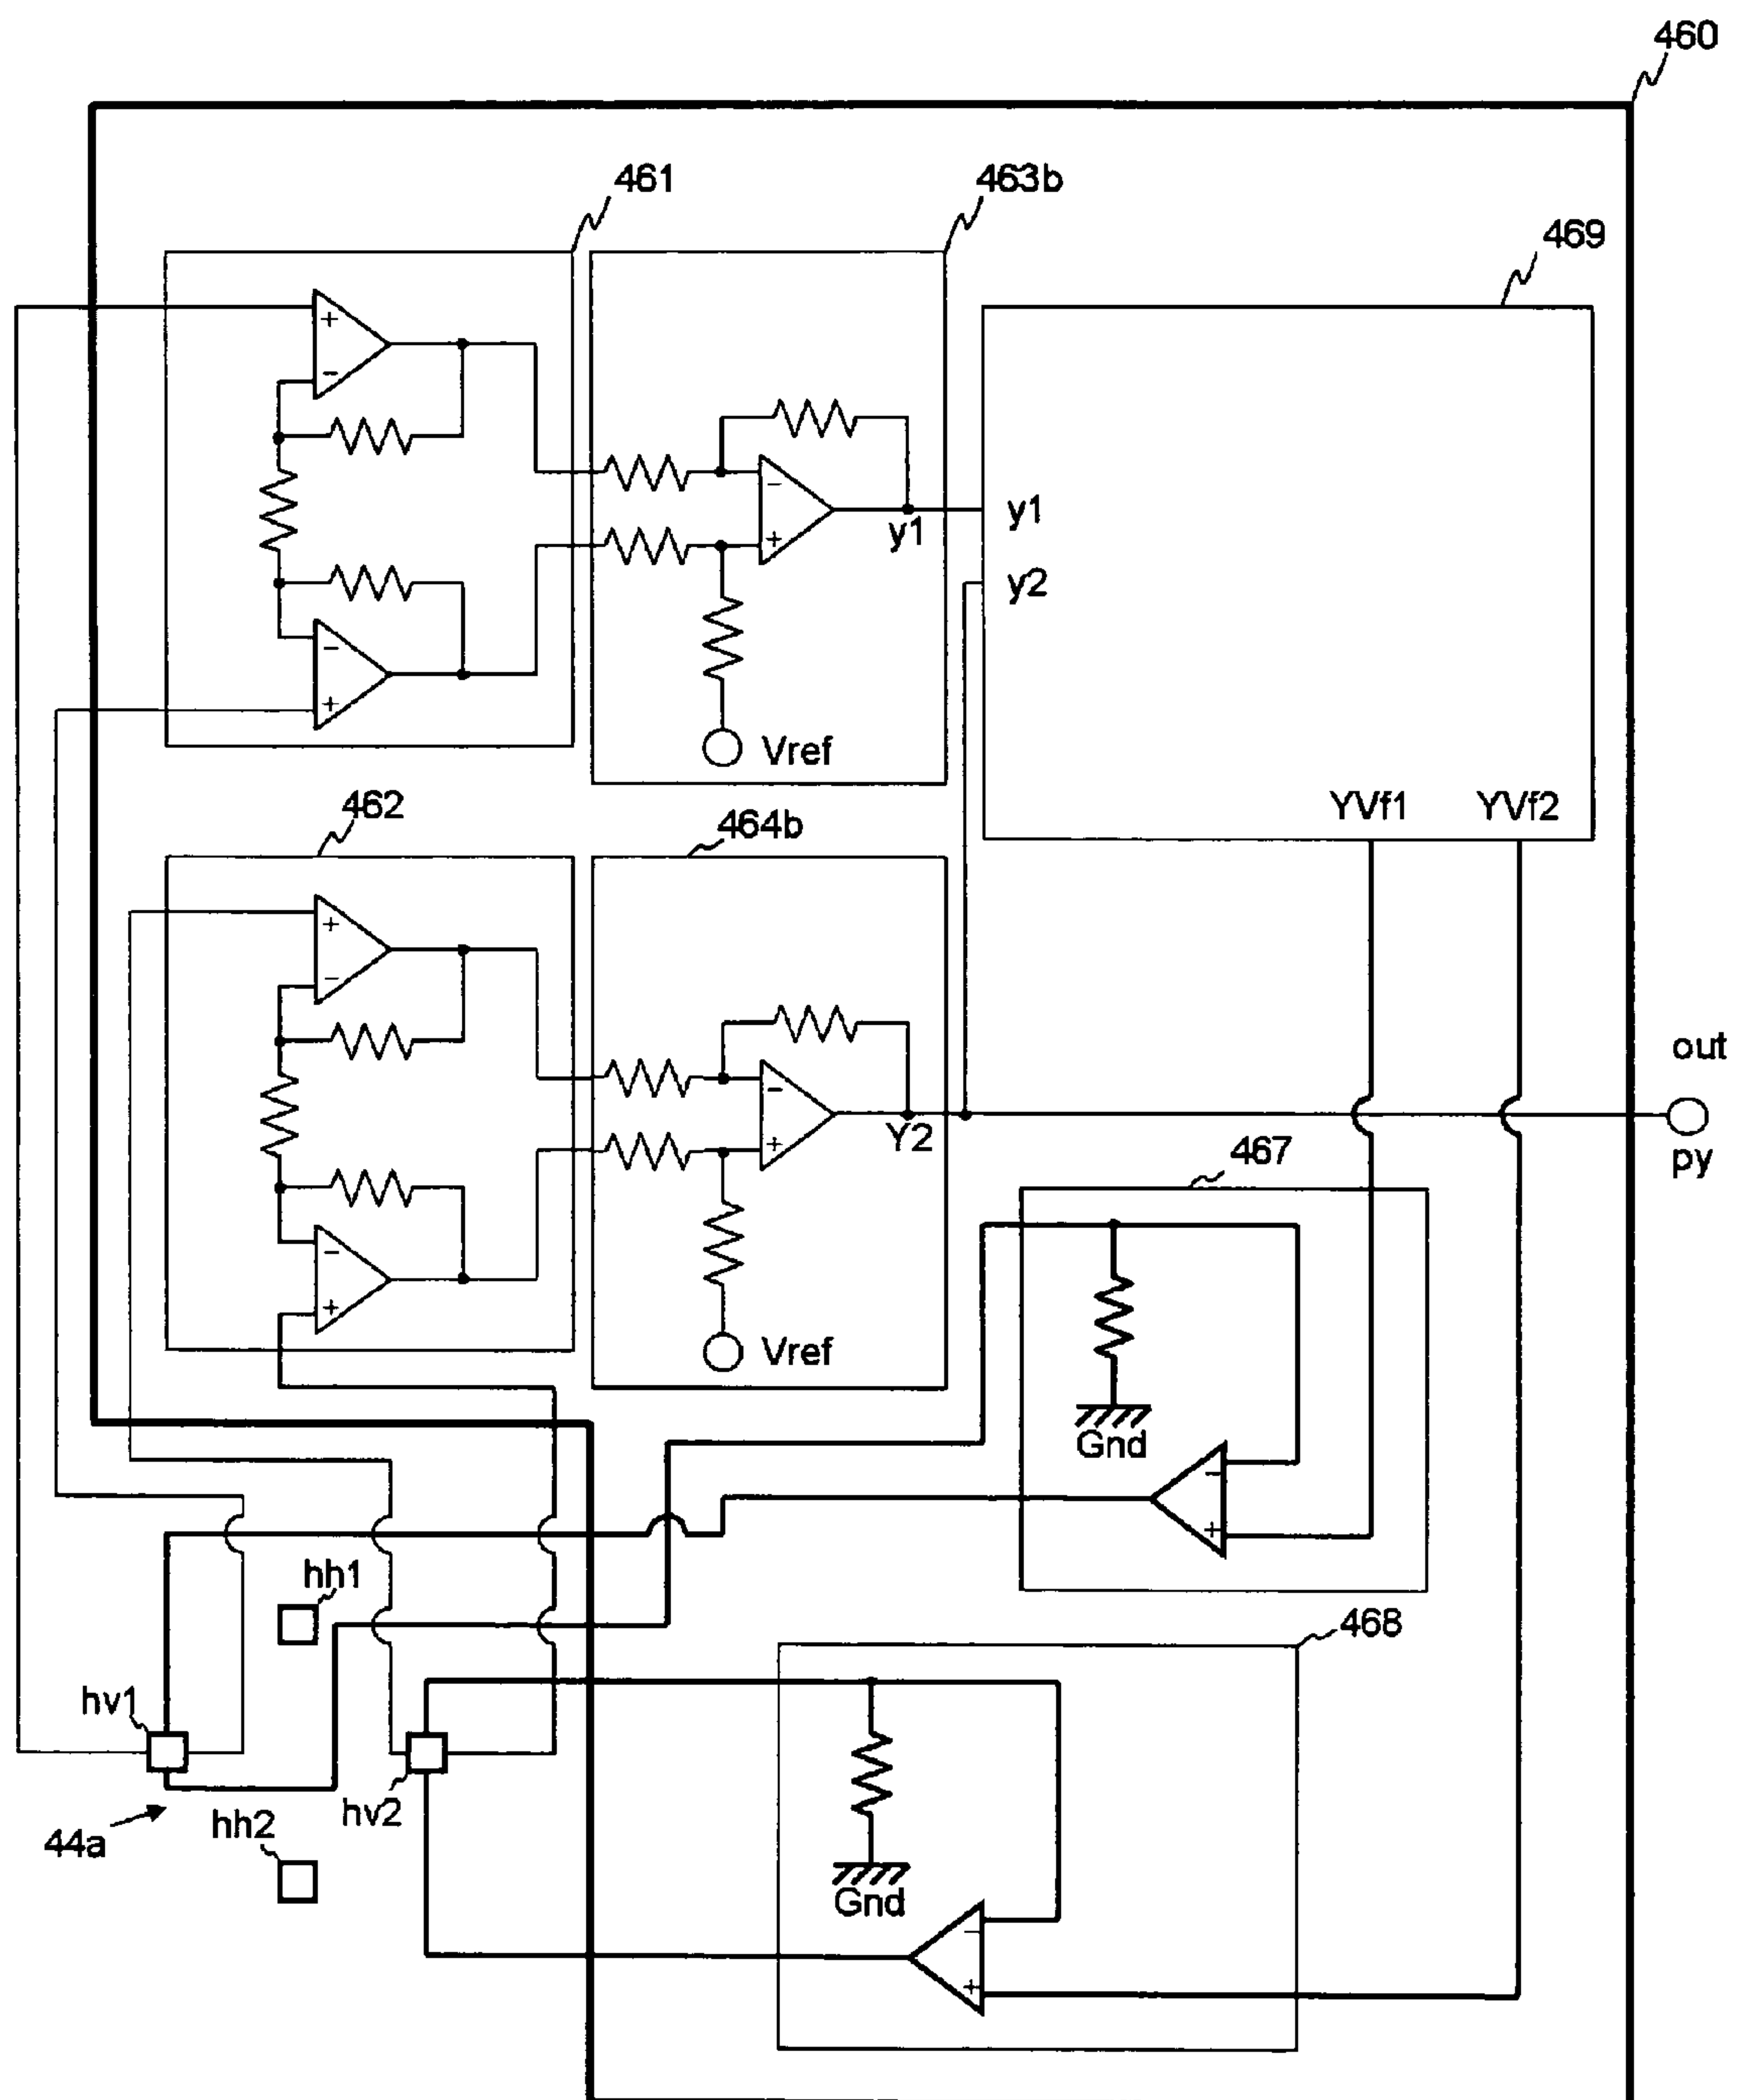 460
461
463b
469
+
−
−
+
y1
−
+
y1
y2
Vref
YVf1 YVf2
462
464b
+
−
−
+
−
+
Y2
Vref
out
py
467
Gnd
−
+
hh1
468
hv1
hv2
44a
hh2
Gnd
−
+